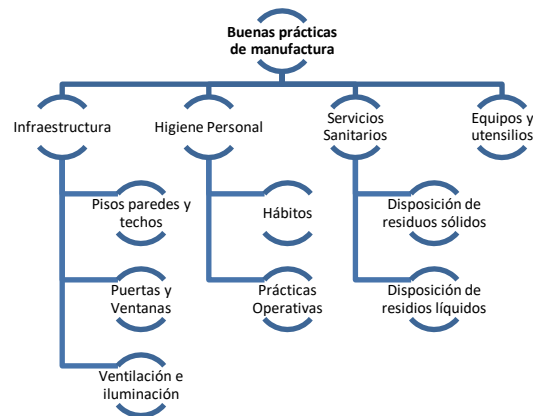 Buenas prácticas
de manufactura
Infraestructura
Higiene Personal
Servicios
Sanitarios
Equipos y
utensilios
Pisos paredes y
techos
Hábitos
Disposición de
residuos sólidos
Puertas y
Ventanas
Prácticas
Operativas
Disposición de
residios líquidos
Ventilación e
iluminación